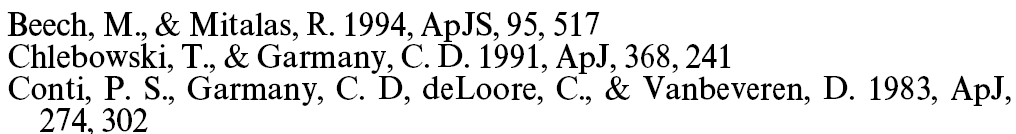 Beech, M., & Mitalas, R. 1994, ApJS, 95, 517
Chlebowski, T., & Garmany, C. D. 1991, ApJ, 368, 241
Conti, P. S., Garmany, C. D, deLoore, C., & Vanbeveren, D. 1983, ApJ,
274, 302